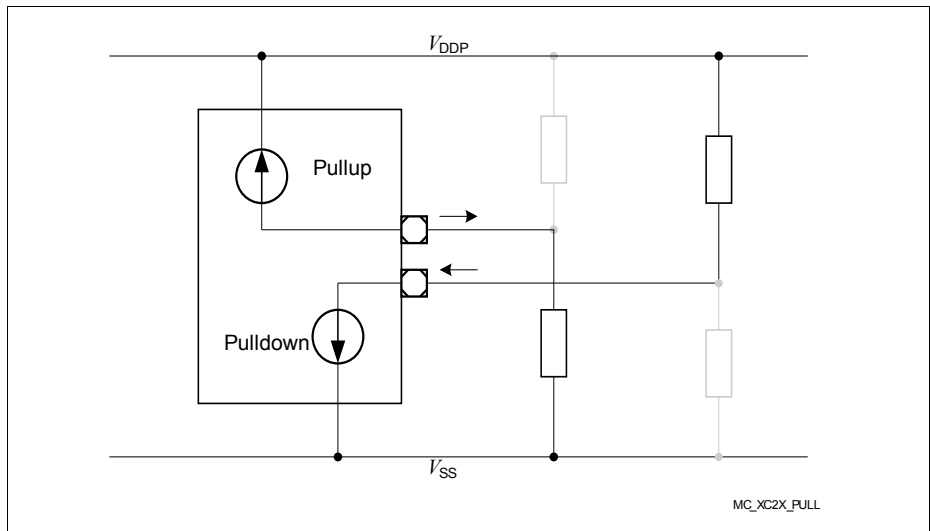 VDDP
Pullup
Pulldown
VSS
MC_XC2X_PULL